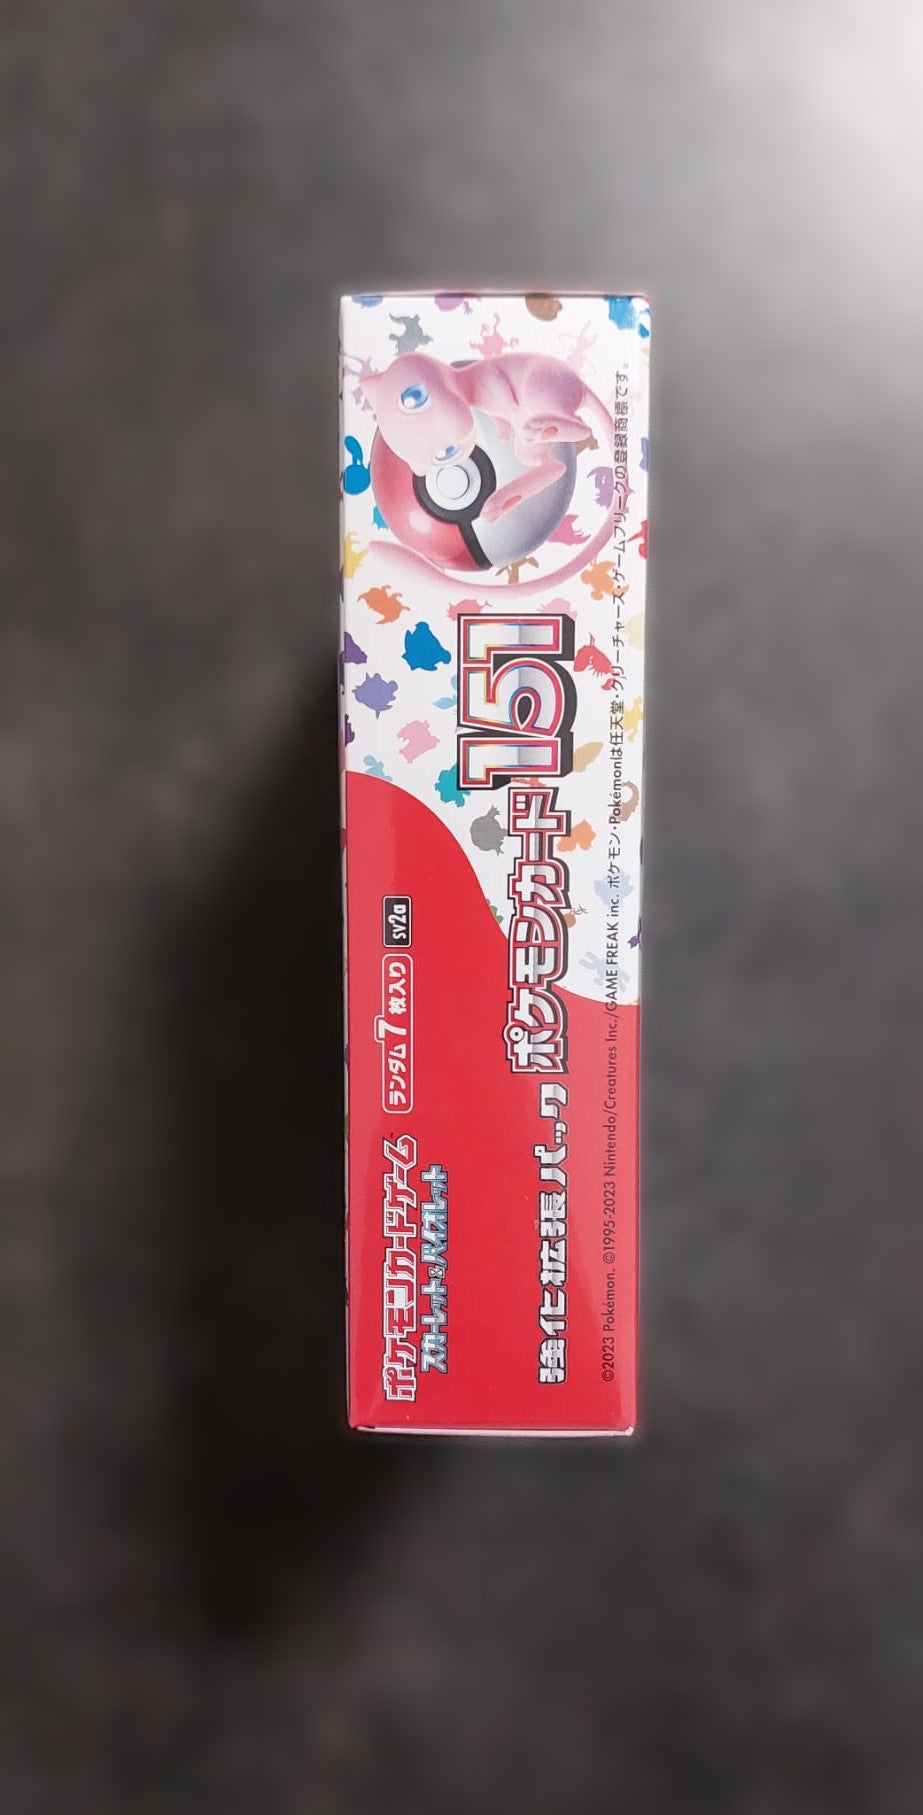 ポケモンカードゲーム
スカーレット&バイオレット
ランダム7枚入り
sv2a
強化拡張パック
ポケモンカード151
©2023 Pokémon. ©1995-2023 Nintendo/Creatures Inc./GAME FREAK inc. ポケモン・Pokémonは任天堂・クリーチャーズ・ゲームフリークの登録商標です。